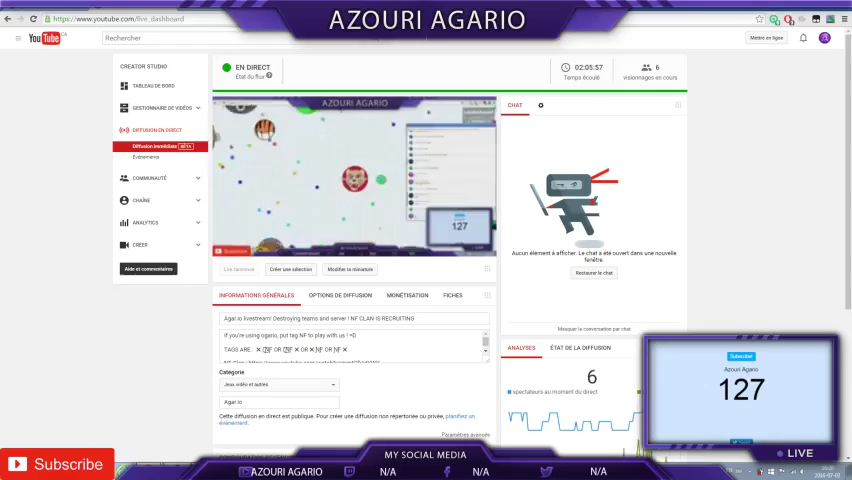 AZOURI AGARIO
https://www.youtube.com/live_dashboard
YouTube CA
Rechercher
Mettre en ligne
CREATOR STUDIO
TABLEAU DE BORD
GESTIONNAIRE DE VIDÉOS
DIFFUSION EN DIRECT
Diffusion immédiate BÊTA
Événements
COMMUNAUTÉ
CHAÎNE
ANALYTICS
CRÉER
Aide et commentaires
EN DIRECT
État du flux
02:05:57
Temps écoulé
6
visionnages en cours
AZOURI AGARIO
127
Lire l'annonce
Créer une sélection
Modifier la miniature
INFORMATIONS GÉNÉRALES
OPTIONS DE DIFFUSION
MONÉTISATION
FICHES
Agar.io livestream! Destroying teams and server ! NF CLAN IS RECRUITING
If you're using ogario, put tag NF to play with us ! =D
Catégorie
Jeux vidéo et autres
Agar.io
Cette diffusion en direct est publique. Pour créer une diffusion non répertoriée ou privée, planifiez un
événement.
Paramètres avancés
CHAT
Aucun élément à afficher. Le chat a été ouvert dans une nouvelle
fenêtre.
Restaurer le chat
Masquer la conversation par chat
ANALYSES
ÉTAT DE LA DIFFUSION
6
spectateurs au moment du direct
Subscribe!
Azouri Agario
127
LIVE
Subscribe
MY SOCIAL MEDIA
AZOURI AGARIO
N/A
N/A
N/A